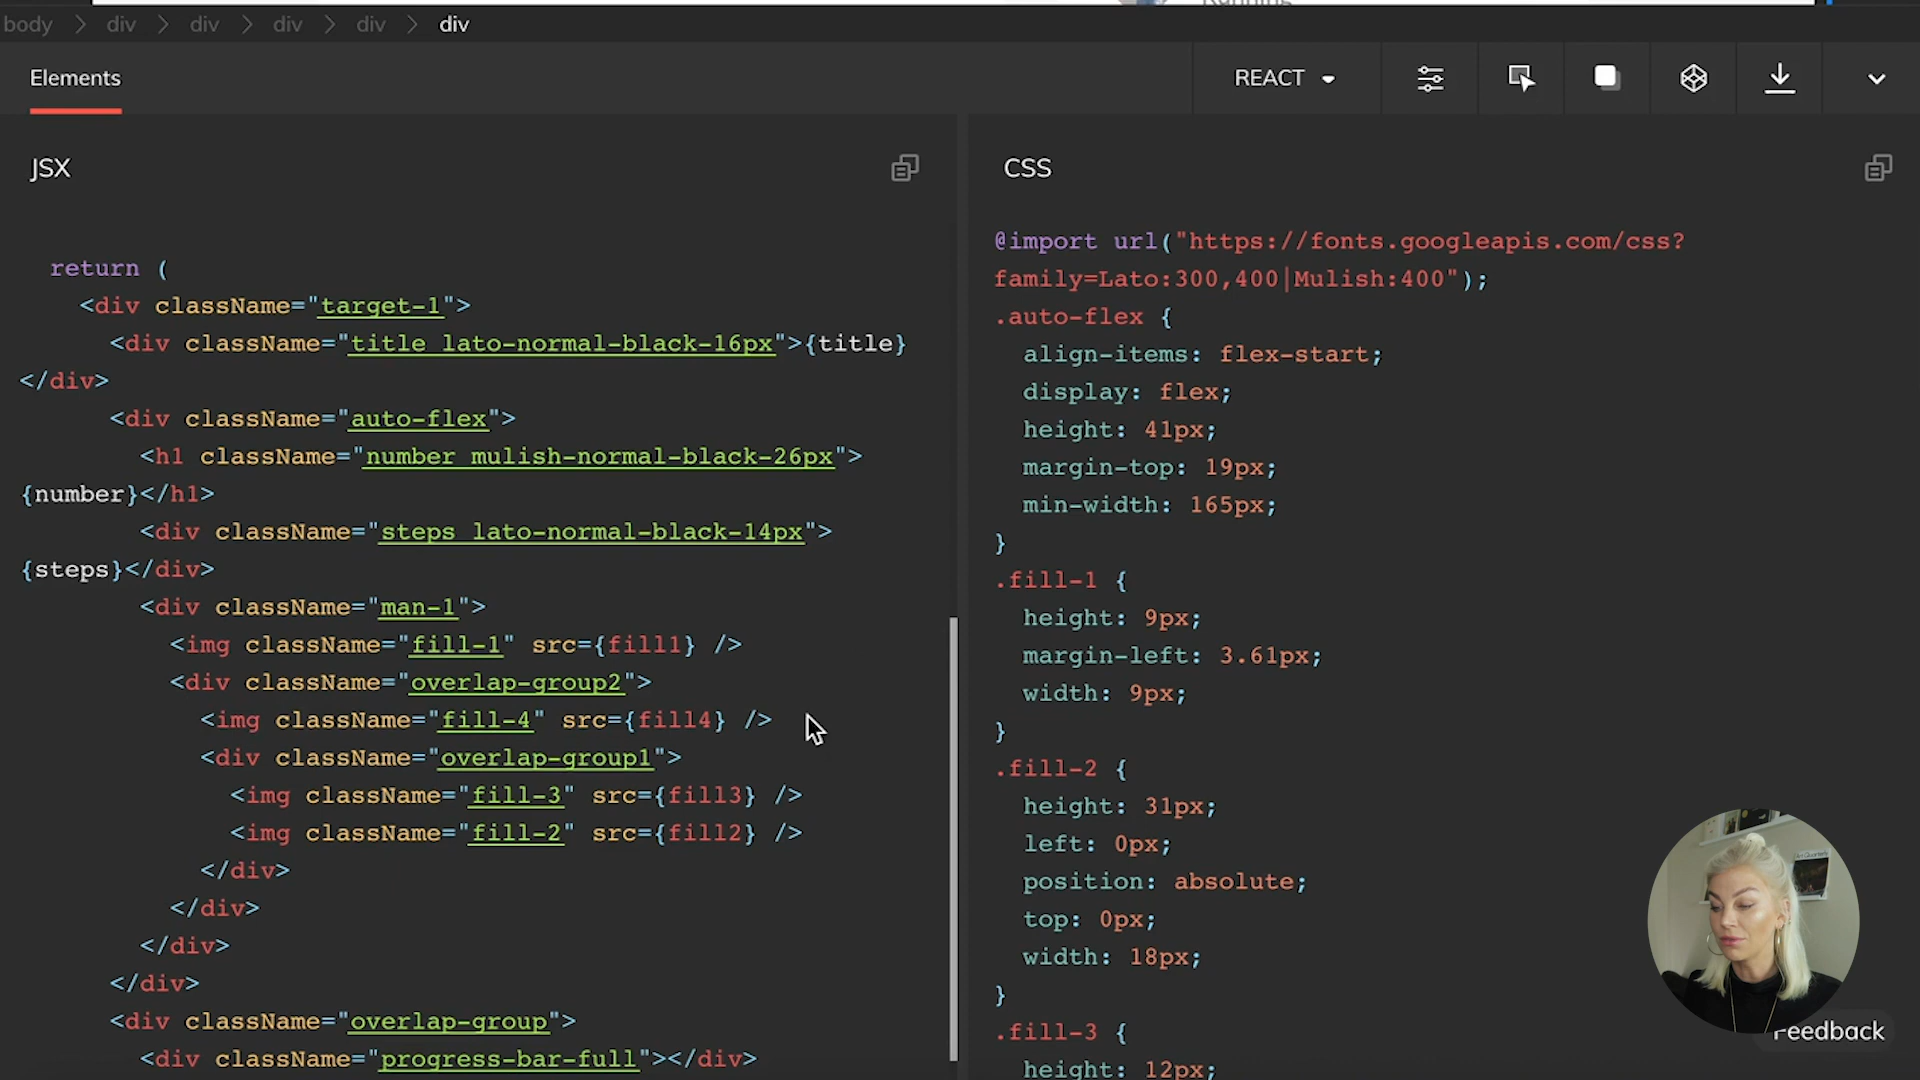 body > div > div > div > div > div
Elements
REACT
JSX
return (
<div className="target-1">
<div className="title lato-normal-black-16px">{title}
</div>
<div className="auto-flex">
<h1 className="number mulish-normal-black-26px">
{number}</h1>
<div className="steps lato-normal-black-14px">
{steps}</div>
<div className="man-1">
<img className="fill-1" src={fill1} />
<div className="overlap-group2">
<img className="fill-4" src={fill4} />
<div className="overlap-group1">
<img className="fill-3" src={fill3} />
<img className="fill-2" src={fill2} />
</div>
</div>
</div>
</div>
<div className="overlap-group">
<div className="progress-bar-full"></div>
CSS
@import url("https://fonts.googleapis.com/css?
family=Lato:300,400|Mulish:400");
.auto-flex {
align-items: flex-start;
display: flex;
height: 41px;
margin-top: 19px;
min-width: 165px;
}
.fill-1 {
height: 9px;
margin-left: 3.61px;
width: 9px;
}
.fill-2 {
height: 31px;
left: 0px;
position: absolute;
top: 0px;
width: 18px;
}
.fill-3 {
height: 12px;
Feedback